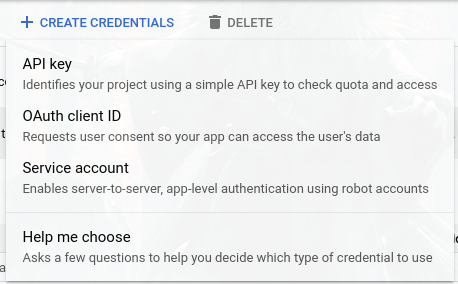 + CREATE CREDENTIALS DELETE
API key
Identifies your project using a simple API key to check quota and access
OAuth client ID
Requests user consent so your app can access the user's data
Service account
Enables server-to-server, app-level authentication using robot accounts
Help me choose
Asks a few questions to help you decide which type of credential to use